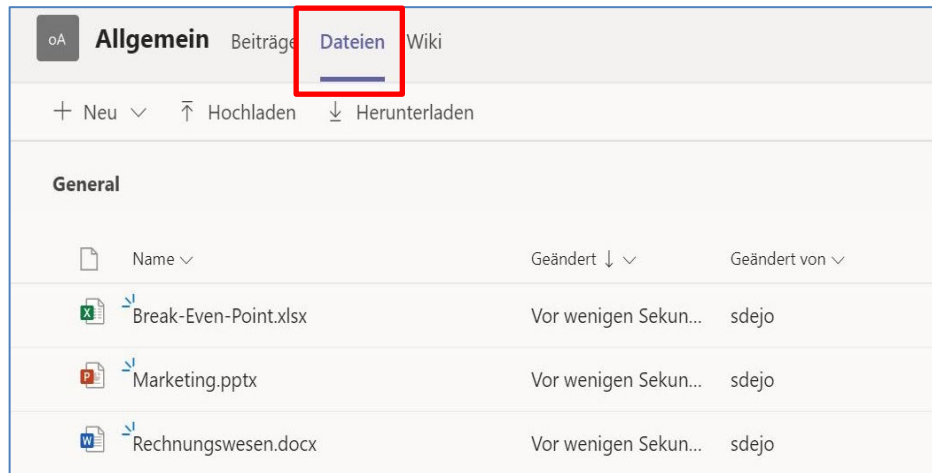 oA Allgemein Beiträge Dateien Wiki
Neu Hochladen Herunterladen
General
Name Geändert Geändert von
Break-Even-Point.xlsx Vor wenigen Sekun... sdejo
Marketing.pptx Vor wenigen Sekun... sdejo
Rechnungswesen.docx Vor wenigen Sekun... sdejo